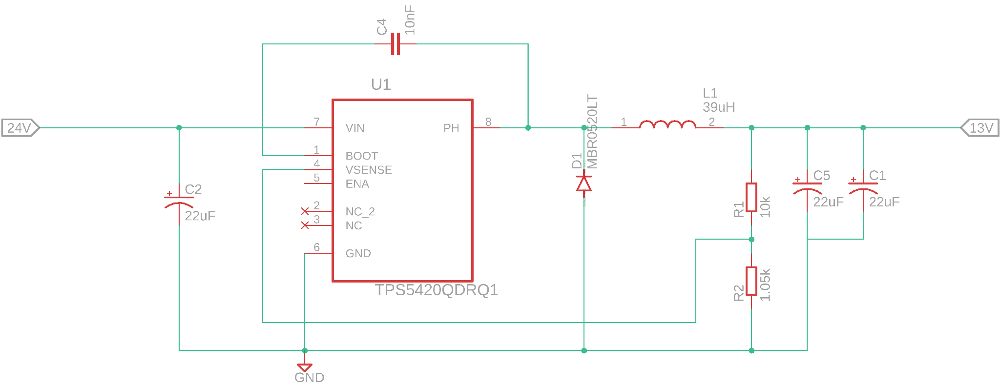 C4
10nF
U1
24V
7
VIN
PH
8
1
BOOT
4
VSENSE
5
ENA
2
NC_2
3
NC
6
GND
TPS5420QDRQ1
C2
22uF
D1
MBR0520LT
L1
39uH
1
2
13V
R1
10k
C5
22uF
C1
22uF
R2
1.05k
GND